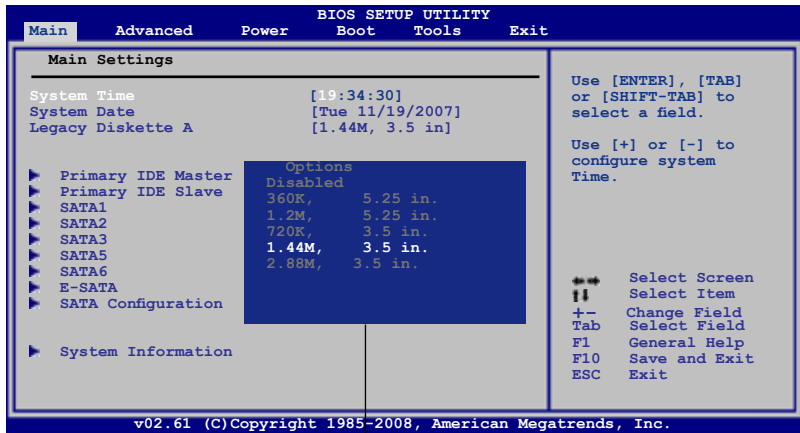 BIOS SETUP UTILITY
Main Advanced Power Boot Tools Exit
Main Settings
System Time [19:34:30]
System Date [Tue 11/19/2007]
Legacy Diskette A [1.44M, 3.5 in]
Primary IDE Master
Primary IDE Slave
SATA1
SATA2
SATA3
SATA5
SATA6
E-SATA
SATA Configuration
System Information
Options
Disabled
360K, 5.25 in.
1.2M, 5.25 in.
720K, 3.5 in.
1.44M, 3.5 in.
2.88M, 3.5 in.
Use [ENTER], [TAB]
or [SHIFT-TAB] to
select a field.
Use [+] or [-] to
configure system
Time.
Select Screen
Select Item
+- Change Field
Tab Select Field
F1 General Help
F10 Save and Exit
ESC Exit
v02.61 (C)Copyright 1985-2008, American Megatrends, Inc.